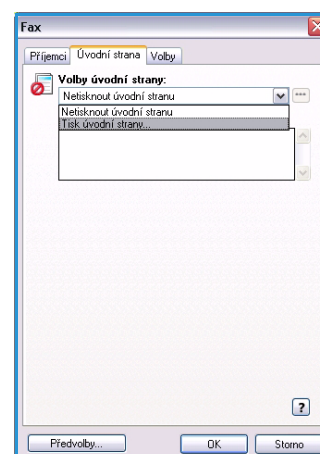 Fax
Příjemci Úvodní strana Volby
Volby úvodní strany:
Netisknout úvodní stranu
Netisknout úvodní stranu
Tisk úvodní strany...
?
Předvolby... OK Storno